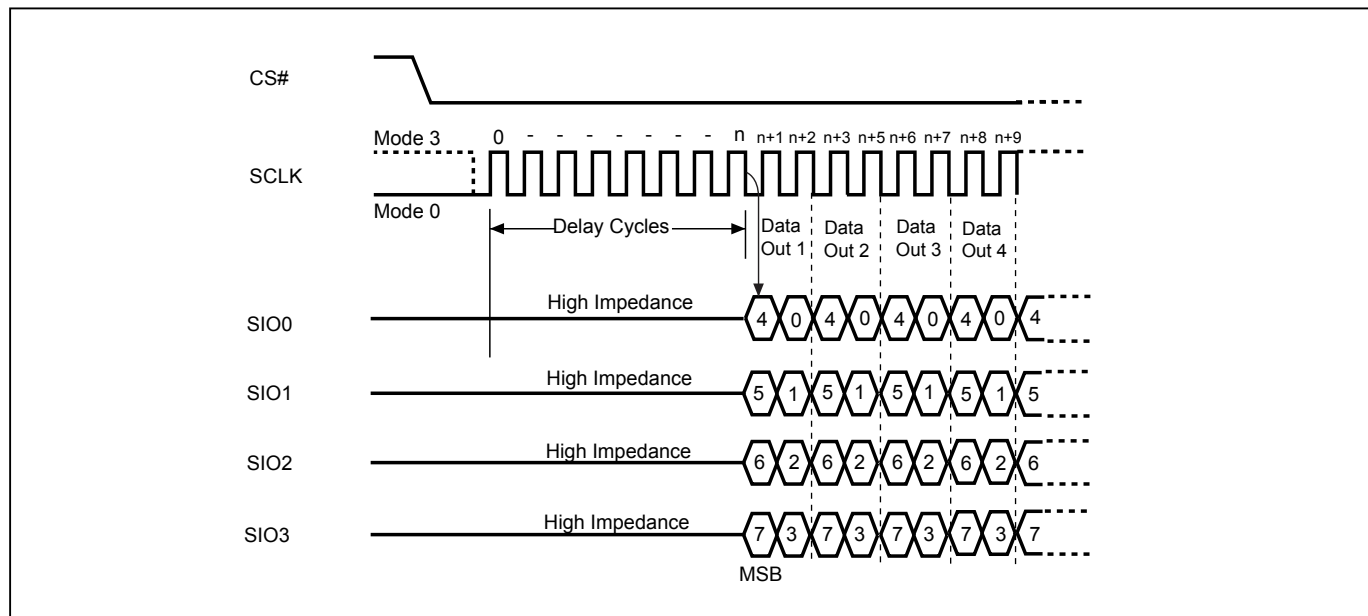 CS#
Mode 3
0 - - - - - - - n n+1 n+2 n+3 n+5 n+6 n+7 n+8 n+9
SCLK
Mode 0
Delay Cycles
Data Out 1
Data Out 2
Data Out 3
Data Out 4
High Impedance
SIO0
4 0 4 0 4 0 4 0 4
High Impedance
SIO1
5 1 5 1 5 1 5 1 5
High Impedance
SIO2
6 2 6 2 6 2 6 2 6
High Impedance
SIO3
7 3 7 3 7 3 7 3 7
MSB